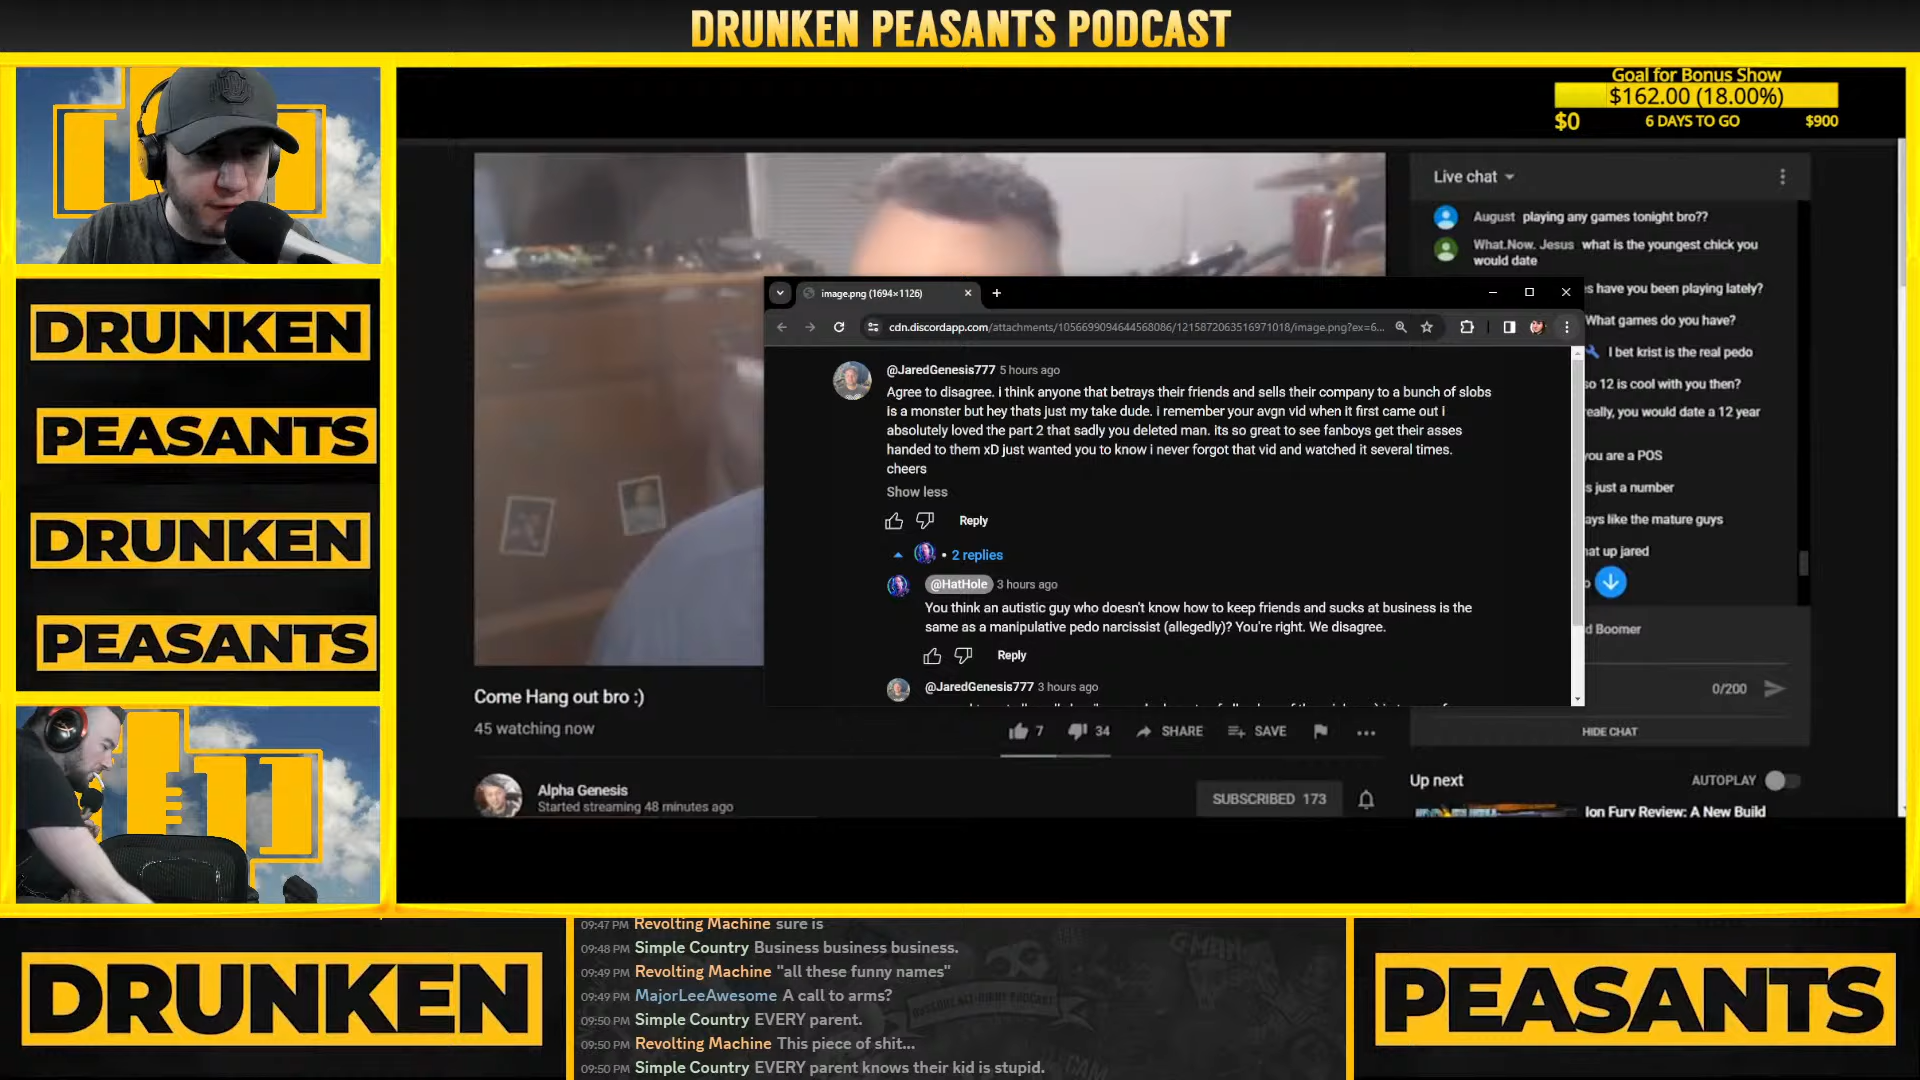 DRUNKEN PEASANTS PODCAST
Goal for Bonus Show
$162.00 (18.00%)
$0
6 DAYS TO GO
$900
DRUNKEN
PEASANTS
DRUNKEN
PEASANTS
Live chat
August playing any games tonight bro??
What.Now. Jesus what is the youngest chick you
would date
s have you been playing lately?
What games do you have?
I bet krist is the real pedo
so 12 is cool with you then?
eally, you would date a 12 year
ou are a POS
s just a number
ays like the mature guys
hat up jared
d Boomer
0/200
HIDE CHAT
image.png (1694×1126)
cdn.discordapp.com/attachments/1056699094644568086/1215872063516971018/image.png?ex=6...
@JaredGenesis777 5 hours ago
Agree to disagree. i think anyone that betrays their friends and sells their company to a bunch of slobs
is a monster but hey thats just my take dude. i remember your avgn vid when it first came out i
absolutely loved the part 2 that sadly you deleted man. its so great to see fanboys get their asses
handed to them xD just wanted you to know i never forgot that vid and watched it several times.
cheers
Show less
Reply
2 replies
@HatHole 3 hours ago
You think an autistic guy who doesn't know how to keep friends and sucks at business is the
same as a manipulative pedo narcissist (allegedly)? You're right. We disagree.
Reply
@JaredGenesis777 3 hours ago
Come Hang out bro :)
45 watching now
7
34
SHARE
SAVE
Alpha Genesis
Started streaming 48 minutes ago
SUBSCRIBED 173
Up next
AUTOPLAY
Ion Fury Review: A New Build
DRUNKEN
09:47 PM Revolting Machine sure is
09:48 PM Simple Country Business business business.
09:49 PM Revolting Machine "all these funny names"
09:49 PM MajorLeeAwesome A call to arms?
09:50 PM Simple Country EVERY parent.
09:50 PM Revolting Machine This piece of shit...
09:50 PM Simple Country EVERY parent knows their kid is stupid.
PEASANTS